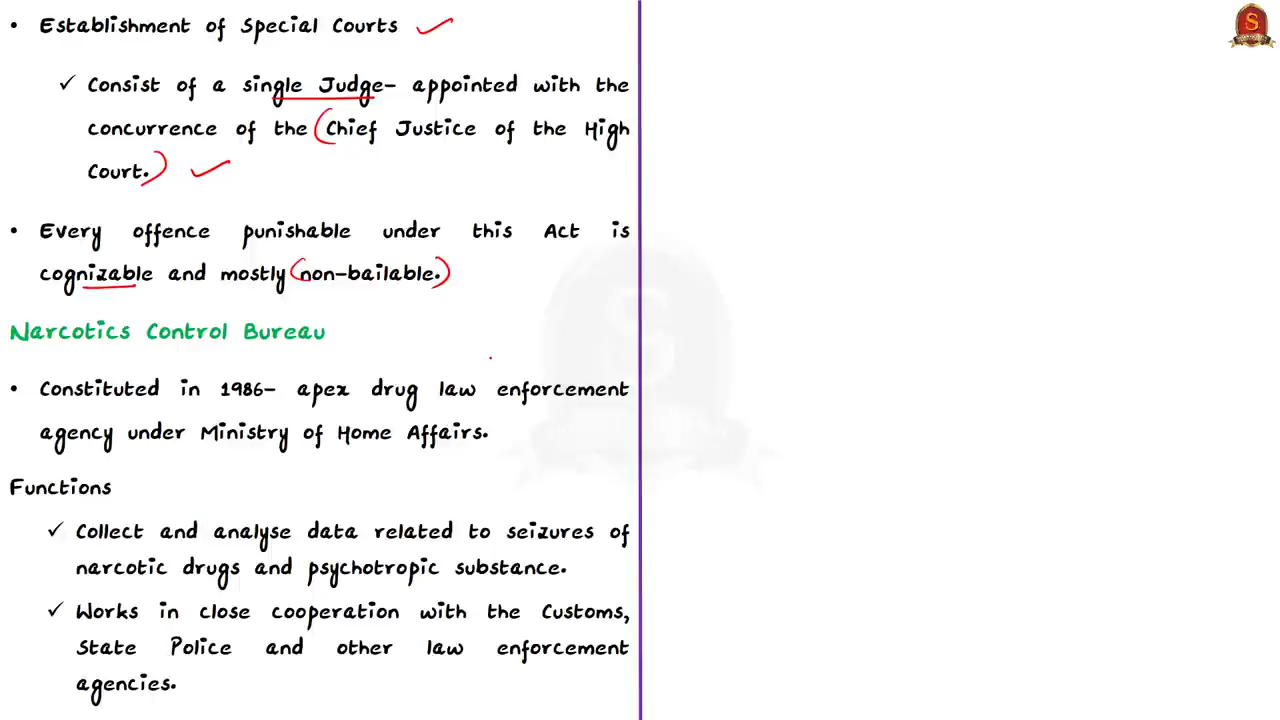 • Establishment of Special Courts
✓ Consist of a single Judge- appointed with the
concurrence of the Chief Justice of the High
Court.
• Every offence punishable under this Act is
cognizable and mostly non-bailable.
Narcotics Control Bureau
• Constituted in 1986- apex drug law enforcement
agency under Ministry of Home Affairs.
Functions
✓ Collect and analyse data related to seizures of
narcotic drugs and psychotropic substance.
✓ Works in close cooperation with the Customs,
State Police and other law enforcement
agencies.
S